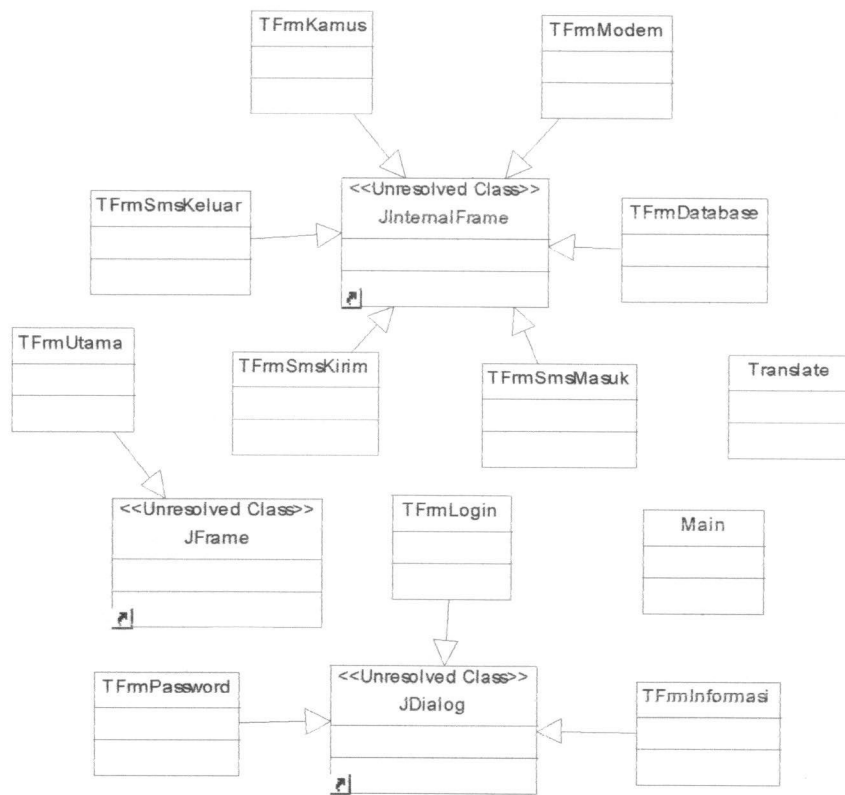 TFrmKamus
TFrmModem
<<Unresolved Class>>
JInternalFrame
TFrmSmsKeluar
TFrmDatabase
TFrmUtama
TFrmSmsKirim
TFrmSmsMasuk
Translate
<<Unresolved Class>>
JFrame
TFrmLogin
Main
<<Unresolved Class>>
JDialog
TFrmPassword
TFrmInformasi